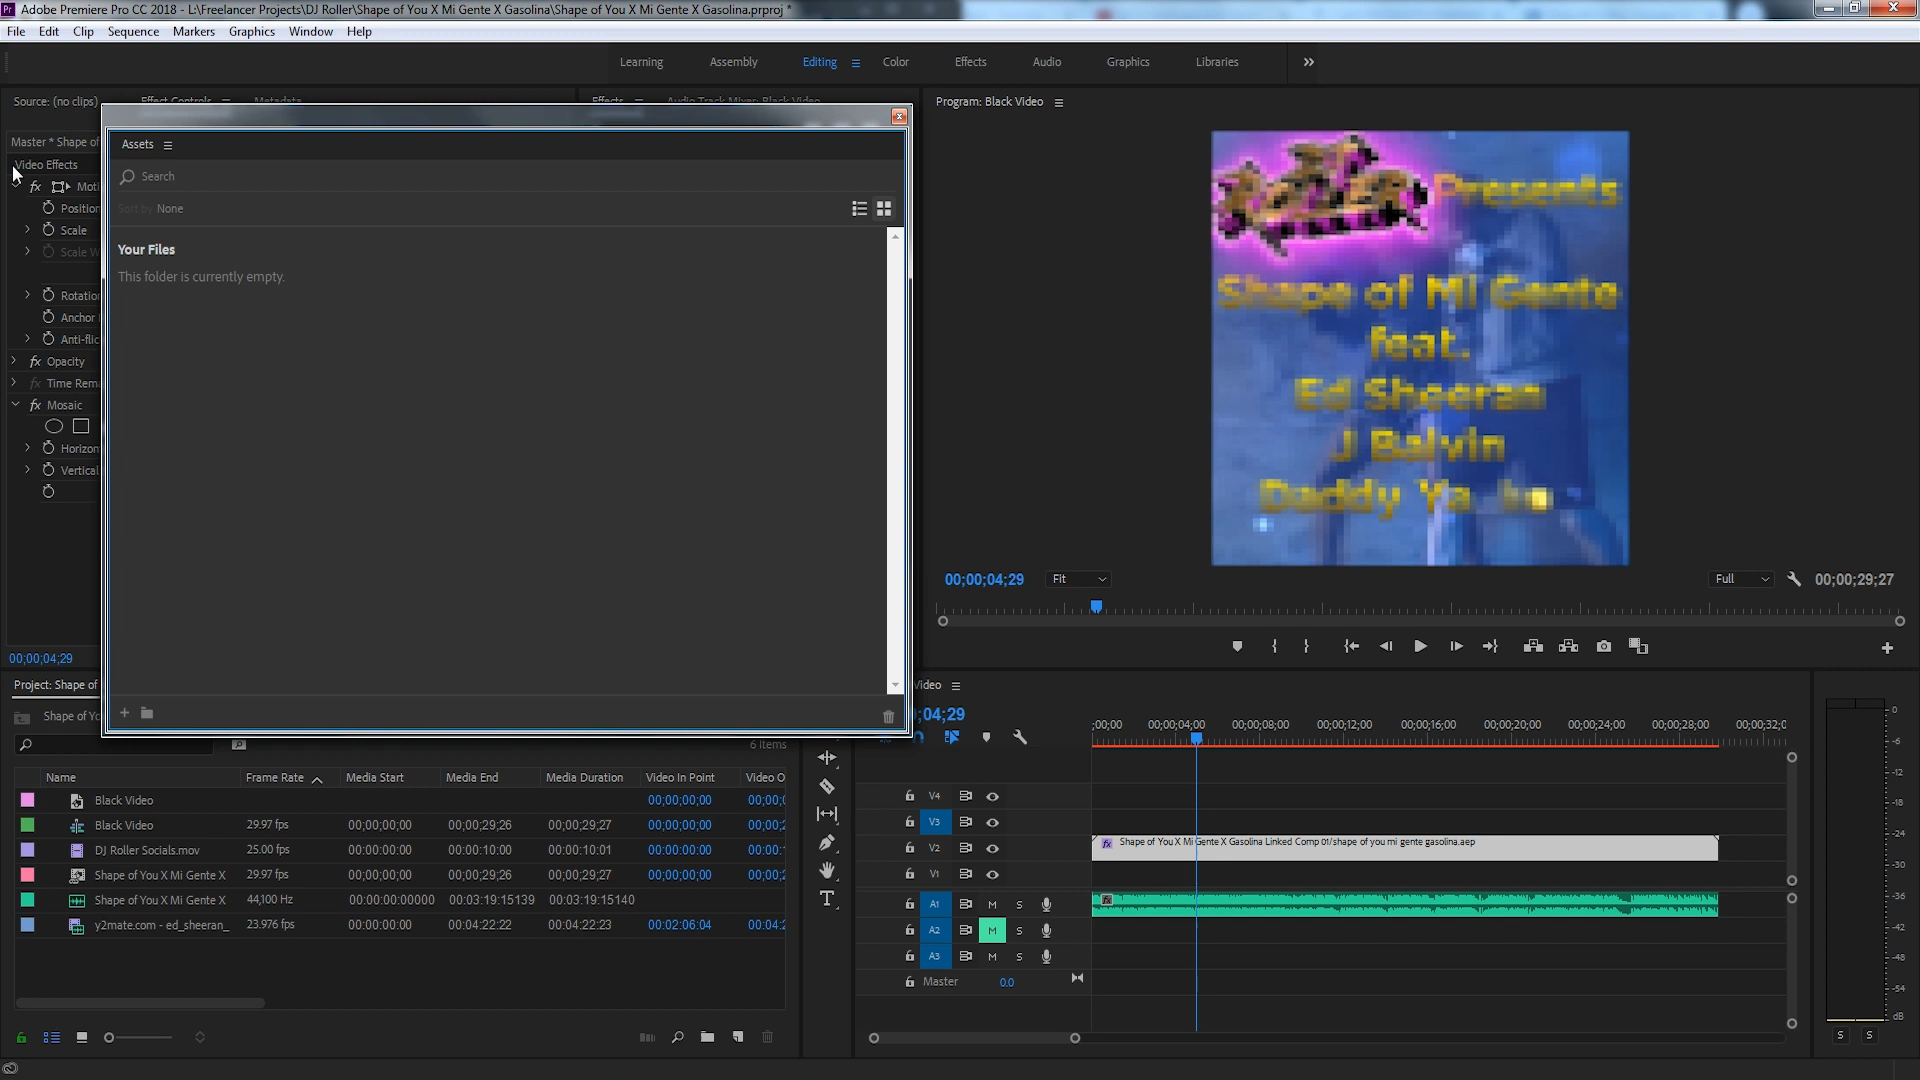 Adobe Premiere Pro CC 2018 - L:\Freelancer Projects\DJ Roller\Shape of You X Mi Gente X Gasolina\Shape of You X Mi Gente X Gasolina.prproj *
File Edit Clip Sequence Markers Graphics Window Help
Learning Assembly Editing Color Effects Audio Graphics Libraries
Source: (no clips) Effect Controls Metadata Effects Audio Track Mixer: Black Video Program: Black Video
Master * Shape of
Video Effects
fx Moti
Position
Scale
Scale W
Rotation
Anchor
Anti-flic
fx Opacity
fx Time Rema
fx Mosaic
Horizon
Vertical
00;00;04;29
Assets
Search
Sort by None
Your Files
This folder is currently empty.
Presents
Shape of Mi Gente
feat.
Ed Sheeran
J Balvin
Daddy Ya
00;00;04;29 Fit Full 00;00;29;27
Project: Shape of
Shape of Yo
6 Items
Name Frame Rate Media Start Media End Media Duration Video In Point Video O
Black Video 00;00;00;00 00;00;0
Black Video 29.97 fps 00;00;00;00 00;00;29;26 00;00;29;27 00;00;00;00 00;00;2
DJ Roller Socials.mov 25.00 fps 00:00:00:00 00:00:10:00 00:00:10:01 00:00:00:00 00:00:
Shape of You X Mi Gente X 29.97 fps 00;00;00;00 00;00;29;26 00;00;29;27 00;00;00;00 00;00;2
Shape of You X Mi Gente X 44,100 Hz 00:00:00:00000 00:03:19:15139 00:03:19:15140
y2mate.com - ed_sheeran_ 23.976 fps 00:00:00:00 00:04:22:22 00:04:22:23 00:02:06:04 00:04:2
Video
;04;29
;00;00 00;00;04;00 00;00;08;00 00;00;12;00 00;00;16;00 00;00;20;00 00;00;24;00 00;00;28;00 00;00;32;0
V4
V3
V2 fx Shape of You X Mi Gente X Gasolina Linked Comp 01/shape of you mi gente gasolina.aep
V1
A1 M S fx
A2 M S
A3 M S
Master 0.0
0
-6
-12
-18
-24
-30
-36
-42
-48
-54
dB
S S